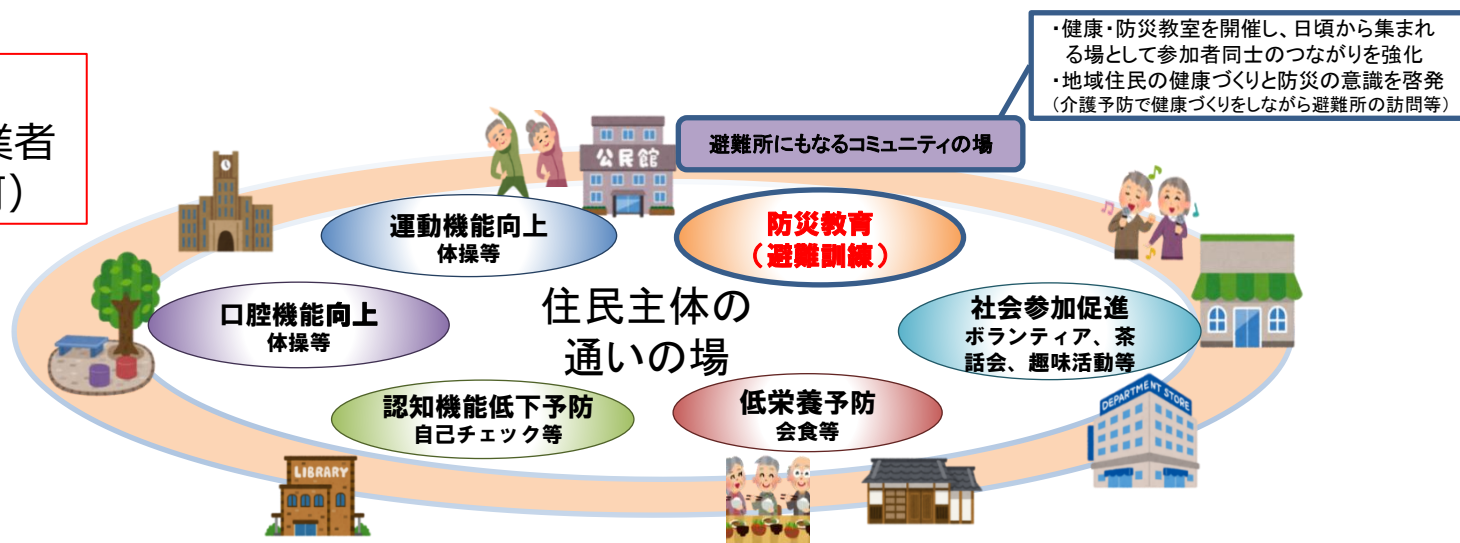 ・健康・防災教室を開催し、日頃から集まれ
る場として参加者同士のつながりを強化
・地域住民の健康づくりと防災の意識を啓発
（介護予防で健康づくりをしながら避難所の訪問等）
業者
）
避難所にもなるコミュニティの場
公民館
運動機能向上
体操等
防災教育
（避難訓練）
口腔機能向上
体操等
住民主体の
通いの場
社会参加促進
ボランティア、茶
話会、趣味活動等
認知機能低下予防
自己チェック等
低栄養予防
会食等
DEPARTMENT STORE
LIBRARY